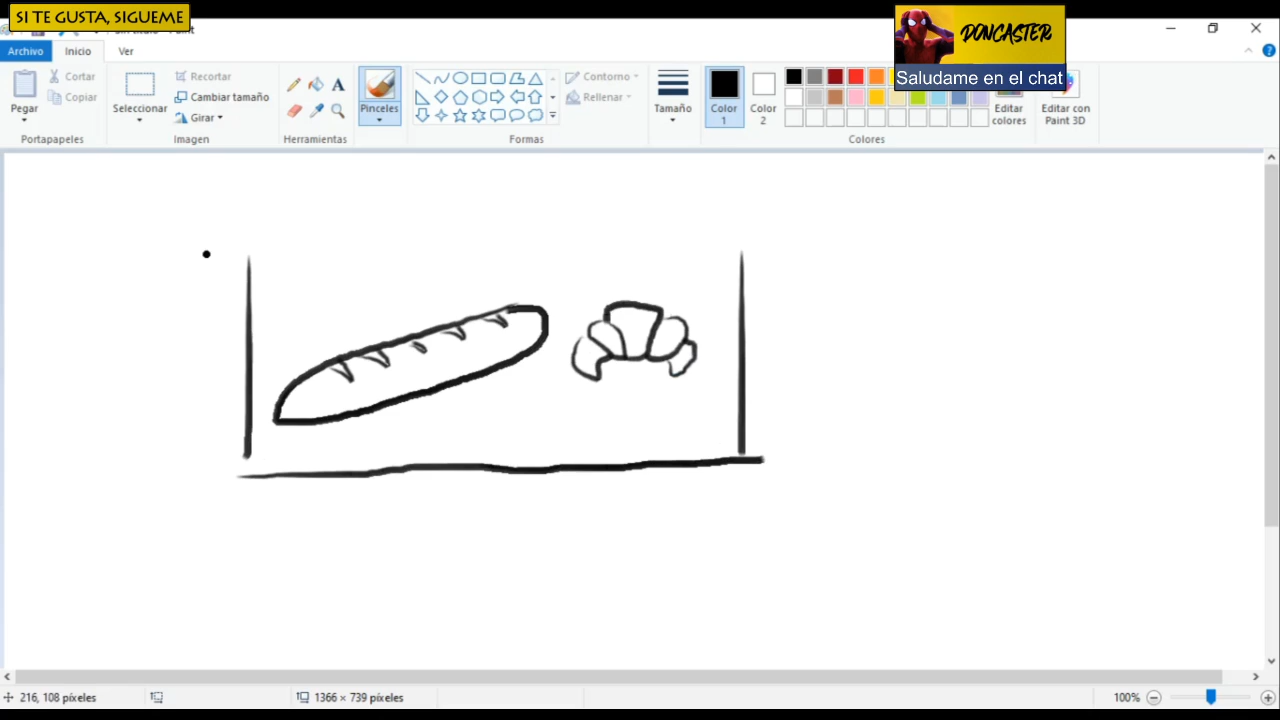 SI TE GUSTA, SIGUEME
DONCASTER
Saludame en el chat
Archivo
Inicio
Ver
Pegar
Cortar
Copiar
Portapapeles
Seleccionar
Recortar
Cambiar tamaño
Girar
Imagen
A
Herramientas
Pinceles
Contorno
Rellenar
Formas
Tamaño
Color
1
Color
2
Editar
colores
Editar con
Paint 3D
Colores
216, 108 píxeles
1366 × 739 píxeles
100%